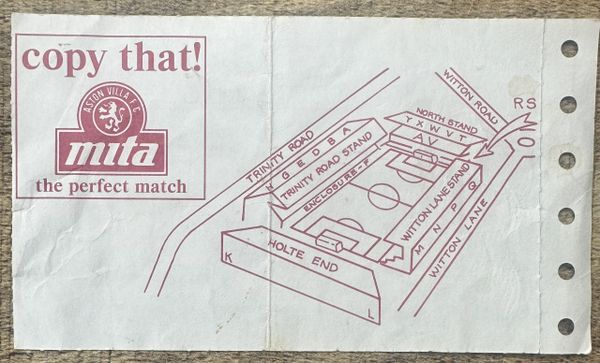 copy that!
ASTON VILLA F.C
mita
the perfect match
WITTON ROAD
RS
NORTH STAND
Y X W V T
A V
TRINITY ROAD
H G E D B A
TRINITY ROAD STAND
ENCLOSURE-F
WITTON LANE STAND
M N P Q
WITTON LANE
HOLTE END
K
L